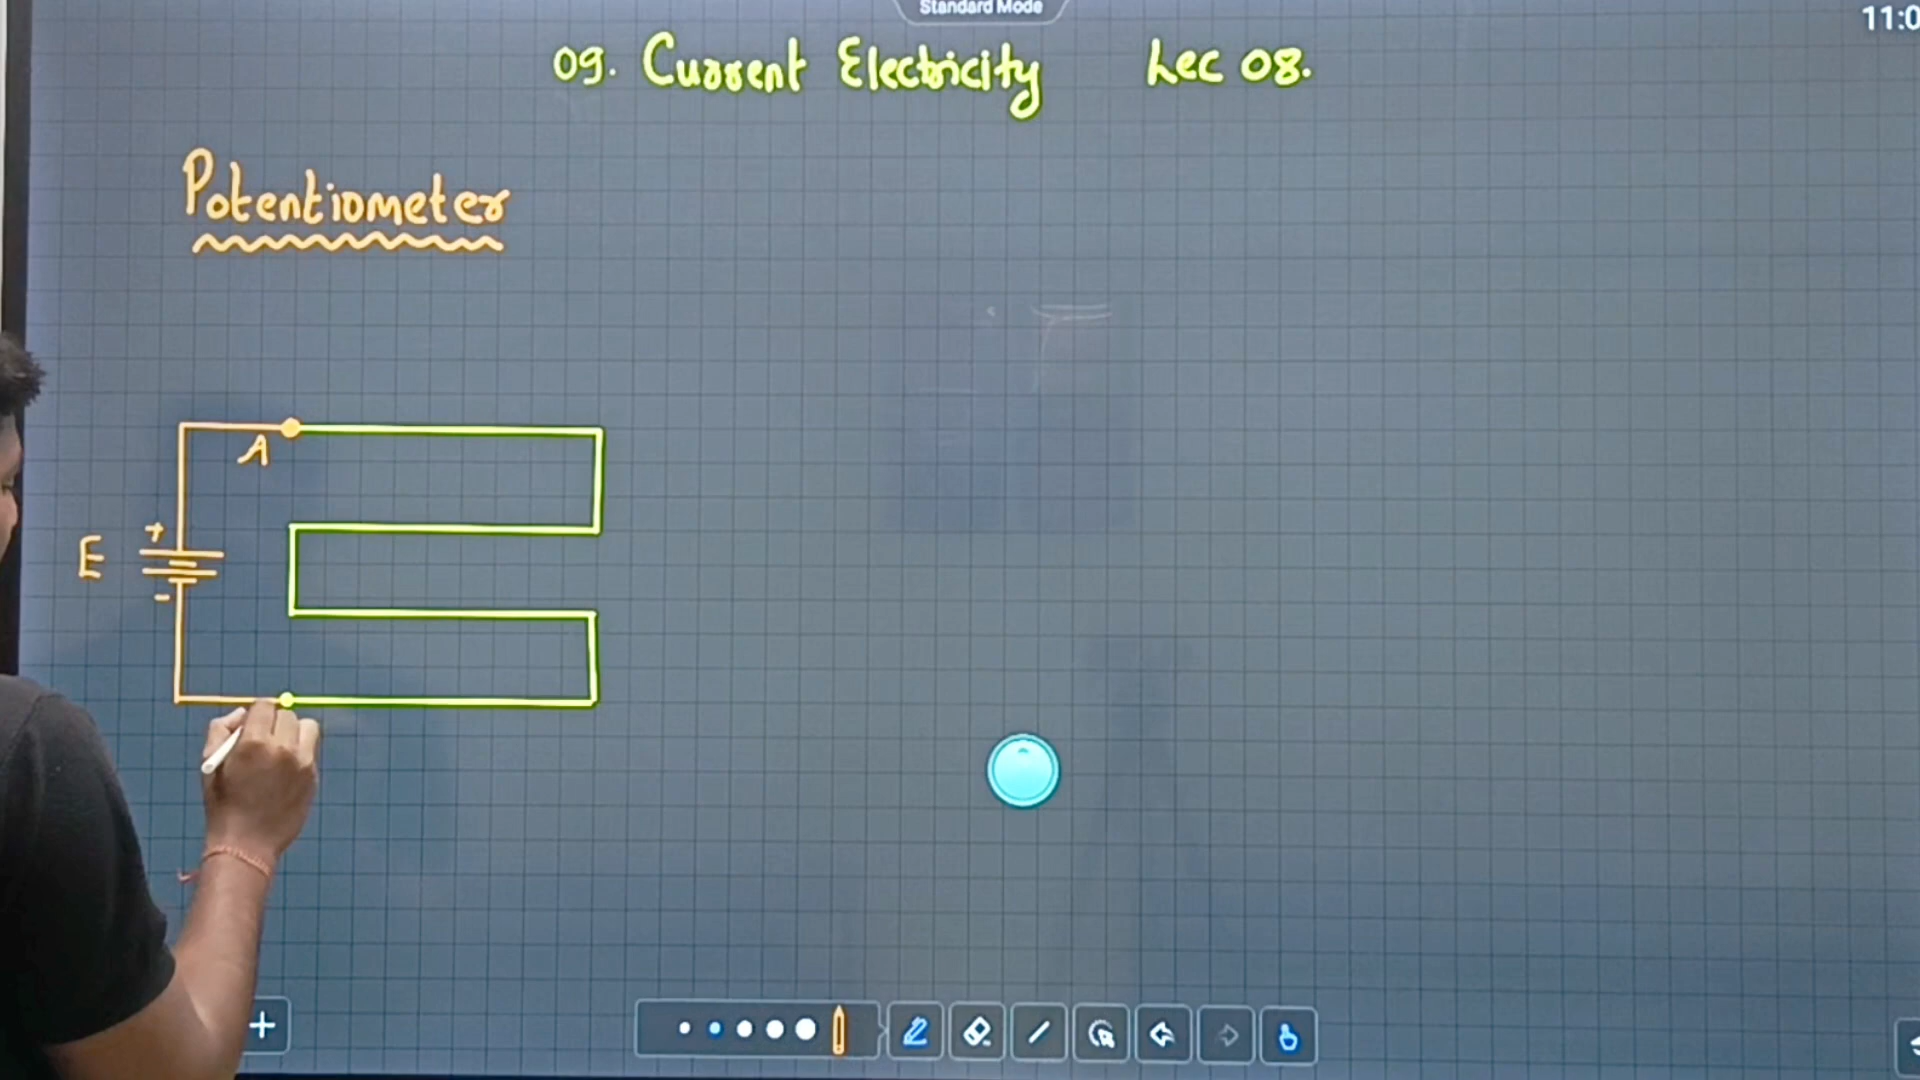 Standard Mode
11:0
09. Current Electricity Lec 08.
Potentiometer
A
+
E
-